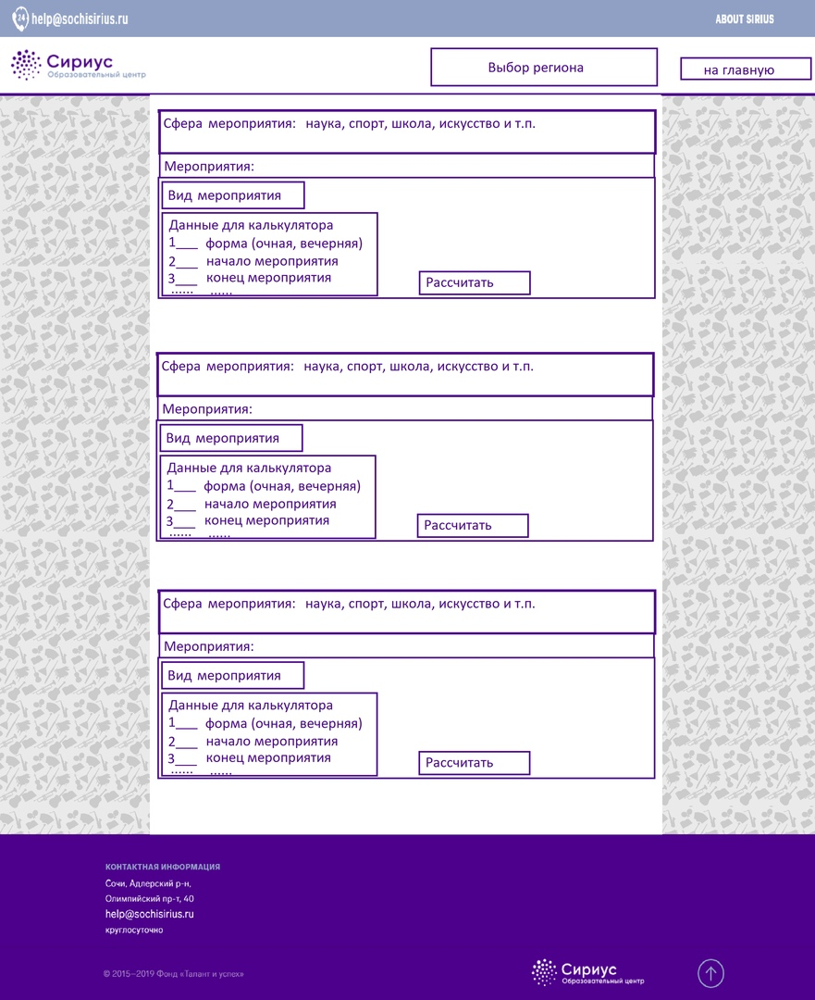 24 help@sochisirius.ru
ABOUT SIRIUS
Сириус
Образовательный центр
Выбор региона
на главную
Сфера мероприятия: наука, спорт, школа, искусство и т.п.
Мероприятия:
Вид мероприятия
Данные для калькулятора
1___ форма (очная, вечерняя)
2___ начало мероприятия
3___ конец мероприятия
...... ......
Рассчитать
Сфера мероприятия: наука, спорт, школа, искусство и т.п.
Мероприятия:
Вид мероприятия
Данные для калькулятора
1___ форма (очная, вечерняя)
2___ начало мероприятия
3___ конец мероприятия
...... ......
Рассчитать
Сфера мероприятия: наука, спорт, школа, искусство и т.п.
Мероприятия:
Вид мероприятия
Данные для калькулятора
1___ форма (очная, вечерняя)
2___ начало мероприятия
3___ конец мероприятия
...... ......
Рассчитать
КОНТАКТНАЯ ИНФОРМАЦИЯ
Сочи, Адлерский р-н,
Олимпийский пр-т, 40
help@sochisirius.ru
круглосуточно
© 2015–2019 Фонд «Талант и успех»
Сириус
Образовательный центр